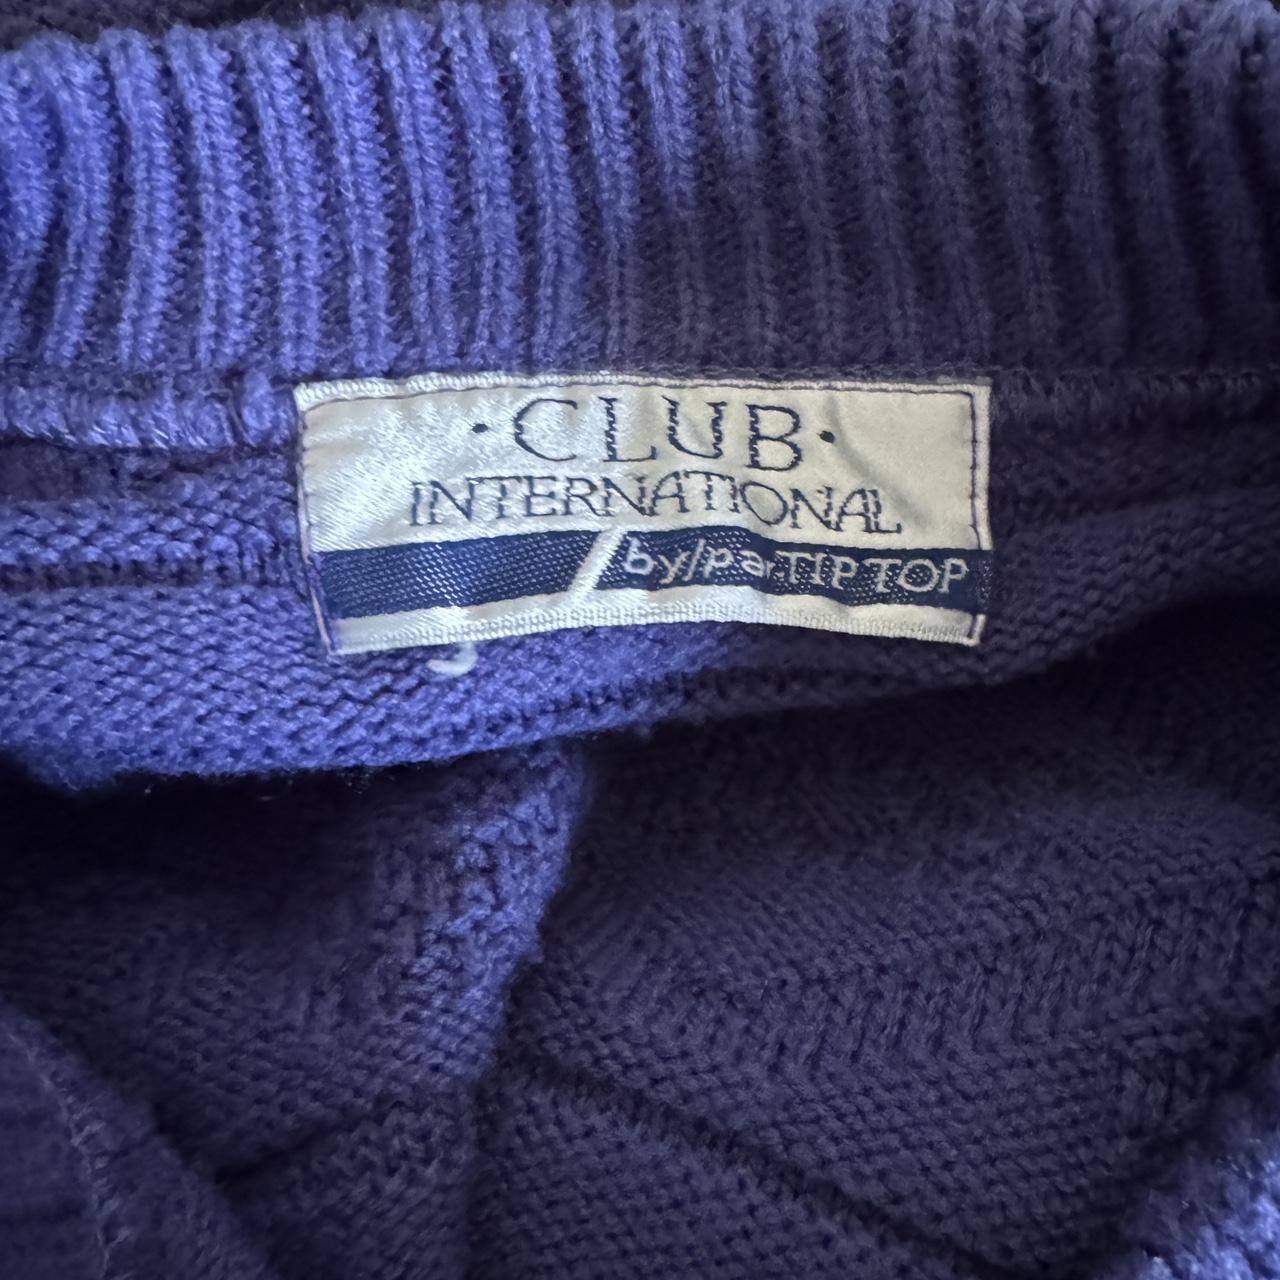 · CLUB ·
INTERNATIONAL
by/par TIP TOP